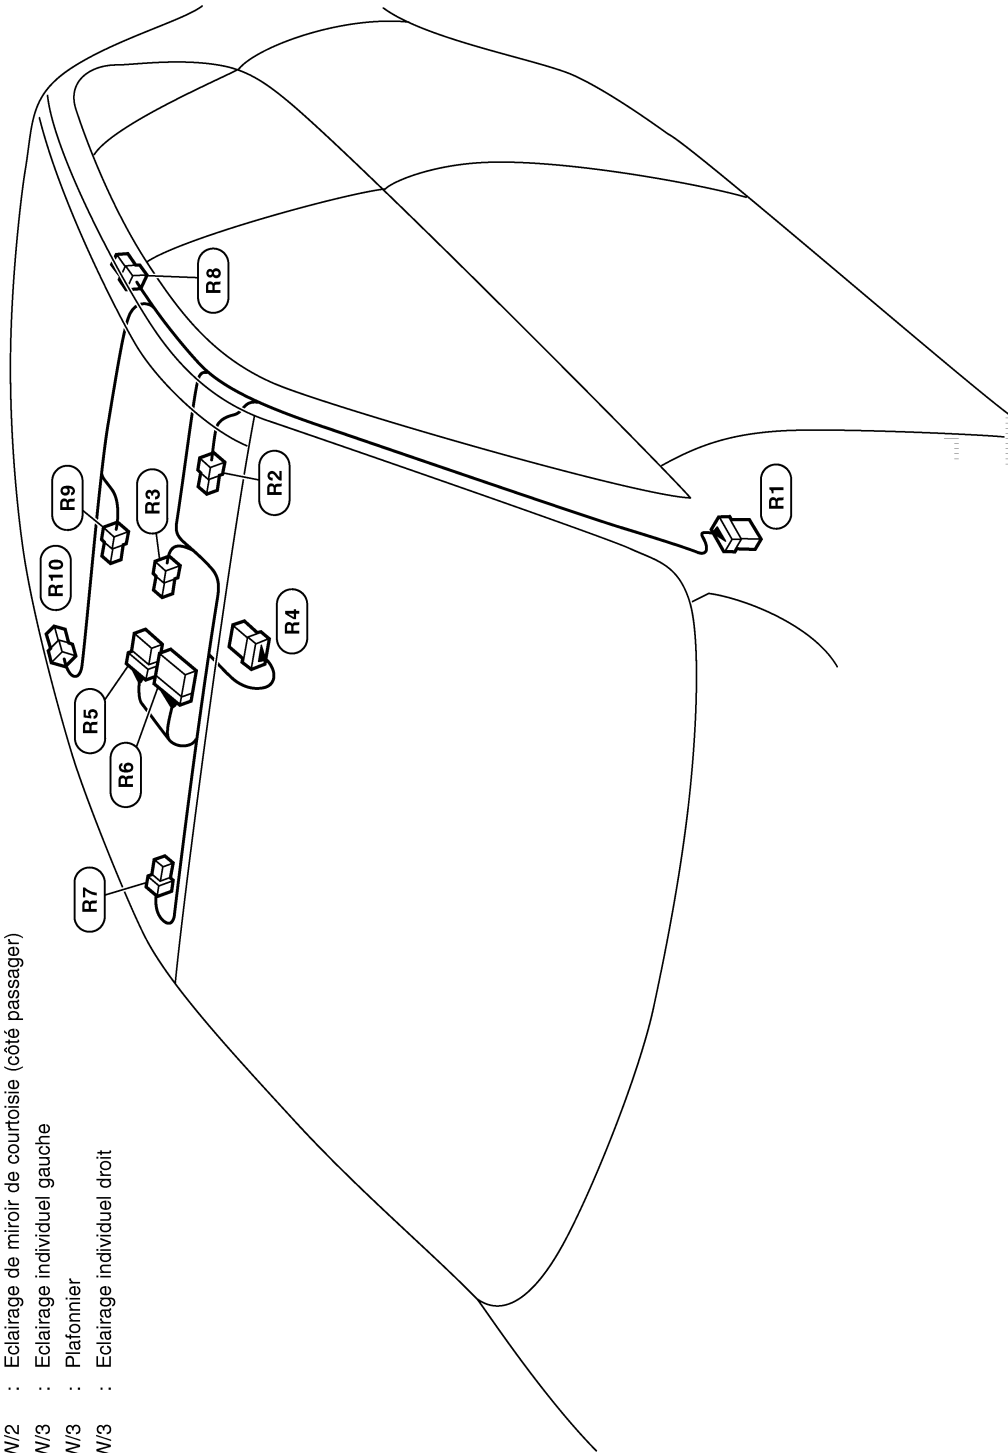 W/2 : Eclairage de miroir de courtoisie (côté passager)
W/3 : Eclairage individuel gauche
W/3 : Plafonnier
W/3 : Eclairage individuel droit
R7
R6
R5
R10
R4
R9
R3
R2
R1
R8